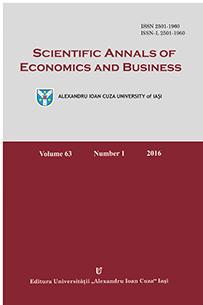 ISSN 2501-1960
ISSN-L 2501-1960
SCIENTIFIC ANNALS OF
ECONOMICS AND BUSINESS
ALEXANDRU IOAN CUZA UNIVERSITY of IAŞI
Volume 63 Number 1 2016
Editura Universităţii „Alexandru Ioan Cuza” Iaşi